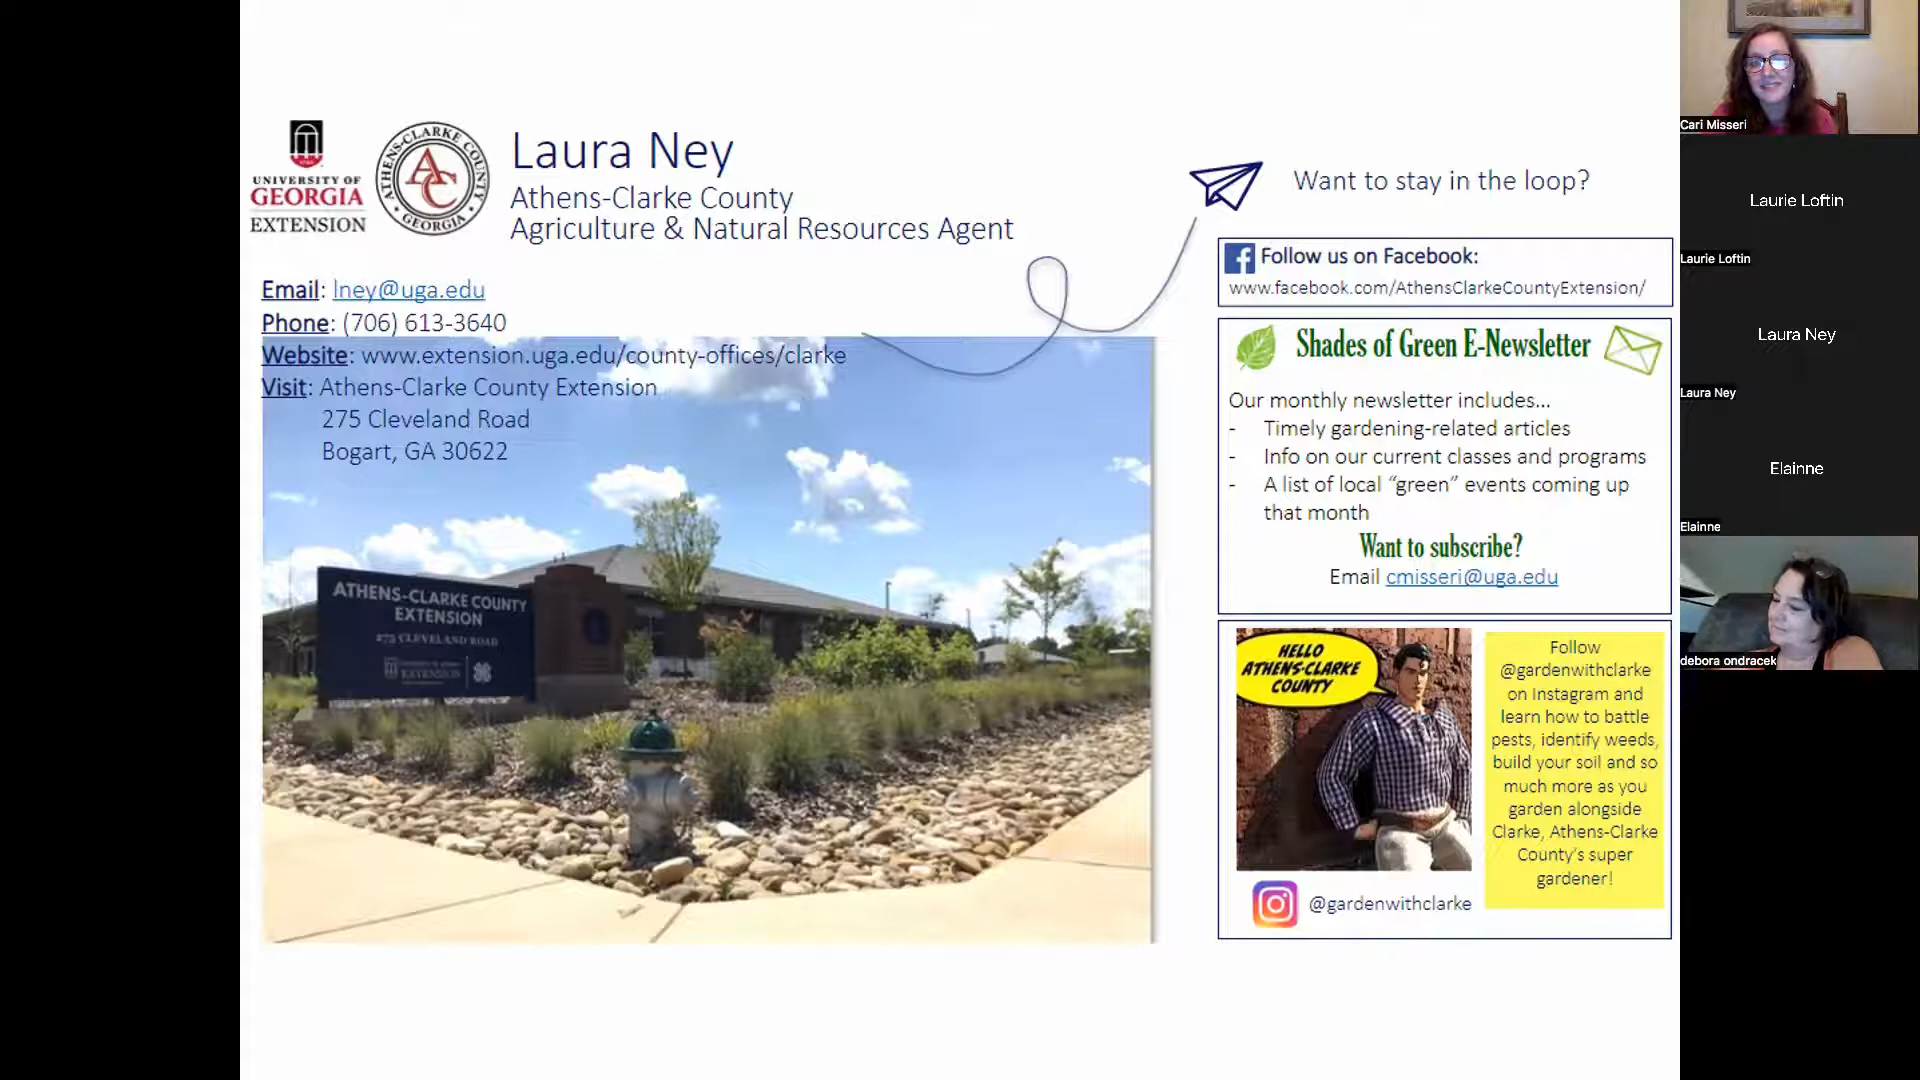 UNIVERSITY OF
GEORGIA
EXTENSION
ATHENS-CLARKE COUNTY
GEORGIA
AC
Laura Ney
Athens-Clarke County
Agriculture & Natural Resources Agent
Email: lney@uga.edu
Phone: (706) 613-3640
Website: www.extension.uga.edu/county-offices/clarke
Visit: Athens-Clarke County Extension
275 Cleveland Road
Bogart, GA 30622
ATHENS-CLARKE COUNTY
EXTENSION
275 CLEVELAND ROAD
EXTENSION
Want to stay in the loop?
Follow us on Facebook:
www.facebook.com/AthensClarkeCountyExtension/
Shades of Green E-Newsletter
Our monthly newsletter includes...
- Timely gardening-related articles
- Info on our current classes and programs
- A list of local “green” events coming up
that month
Want to subscribe?
Email cmisseri@uga.edu
HELLO
ATHENS-CLARKE
COUNTY
Follow
@gardenwithclarke
on Instagram and
learn how to battle
pests, identify weeds,
build your soil and so
much more as you
garden alongside
Clarke, Athens-Clarke
County's super
gardener!
@gardenwithclarke
Cari Misseri
Laurie Loftin
Laurie Loftin
Laura Ney
Laura Ney
Elainne
Elainne
debora ondracek